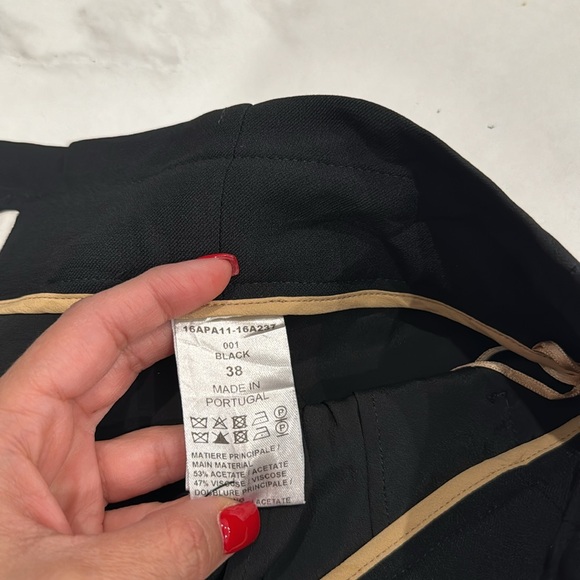 16APA11-16A237
001
BLACK
38
MADE IN
PORTUGAL
P
P
MATIERE PRINCIPALE /
MAIN MATERIAL
53% ACETATE / ACETATE
47% VISCOSE / VISCOSE
DOUBLURE PRINCIPALE /
ACETATE